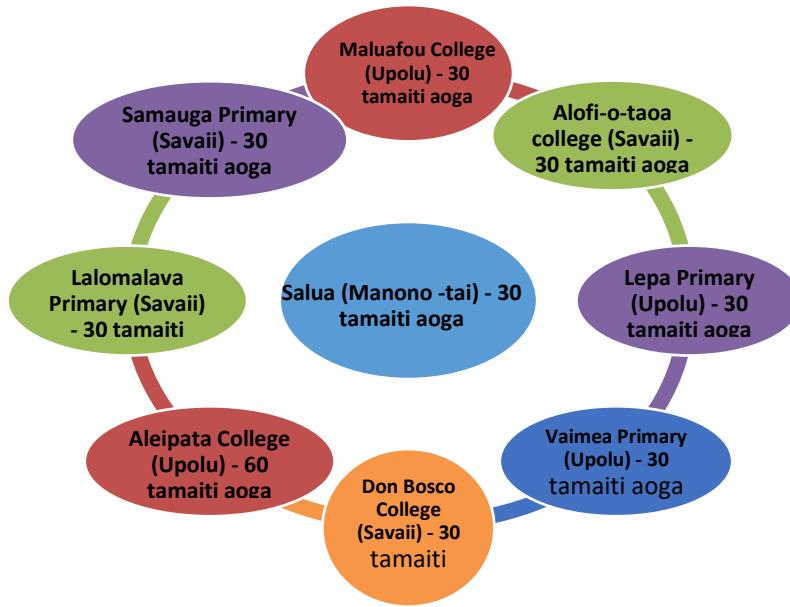 Maluafou College
(Upolu) - 30
tamaiti aoga
Alofi-o-taoa
college (Savaii) -
30 tamaiti aoga
Lepa Primary
(Upolu) - 30
tamaiti aoga
Vaimea Primary
(Upolu) - 30
tamaiti aoga
Don Bosco
College
(Savaii) - 30
tamaiti
Aleipata College
(Upolu) - 60
tamaiti aoga
Lalomalava
Primary (Savaii)
- 30 tamaiti
Samauga Primary
(Savaii) - 30
tamaiti aoga
Salua (Manono -tai) - 30
tamaiti aoga